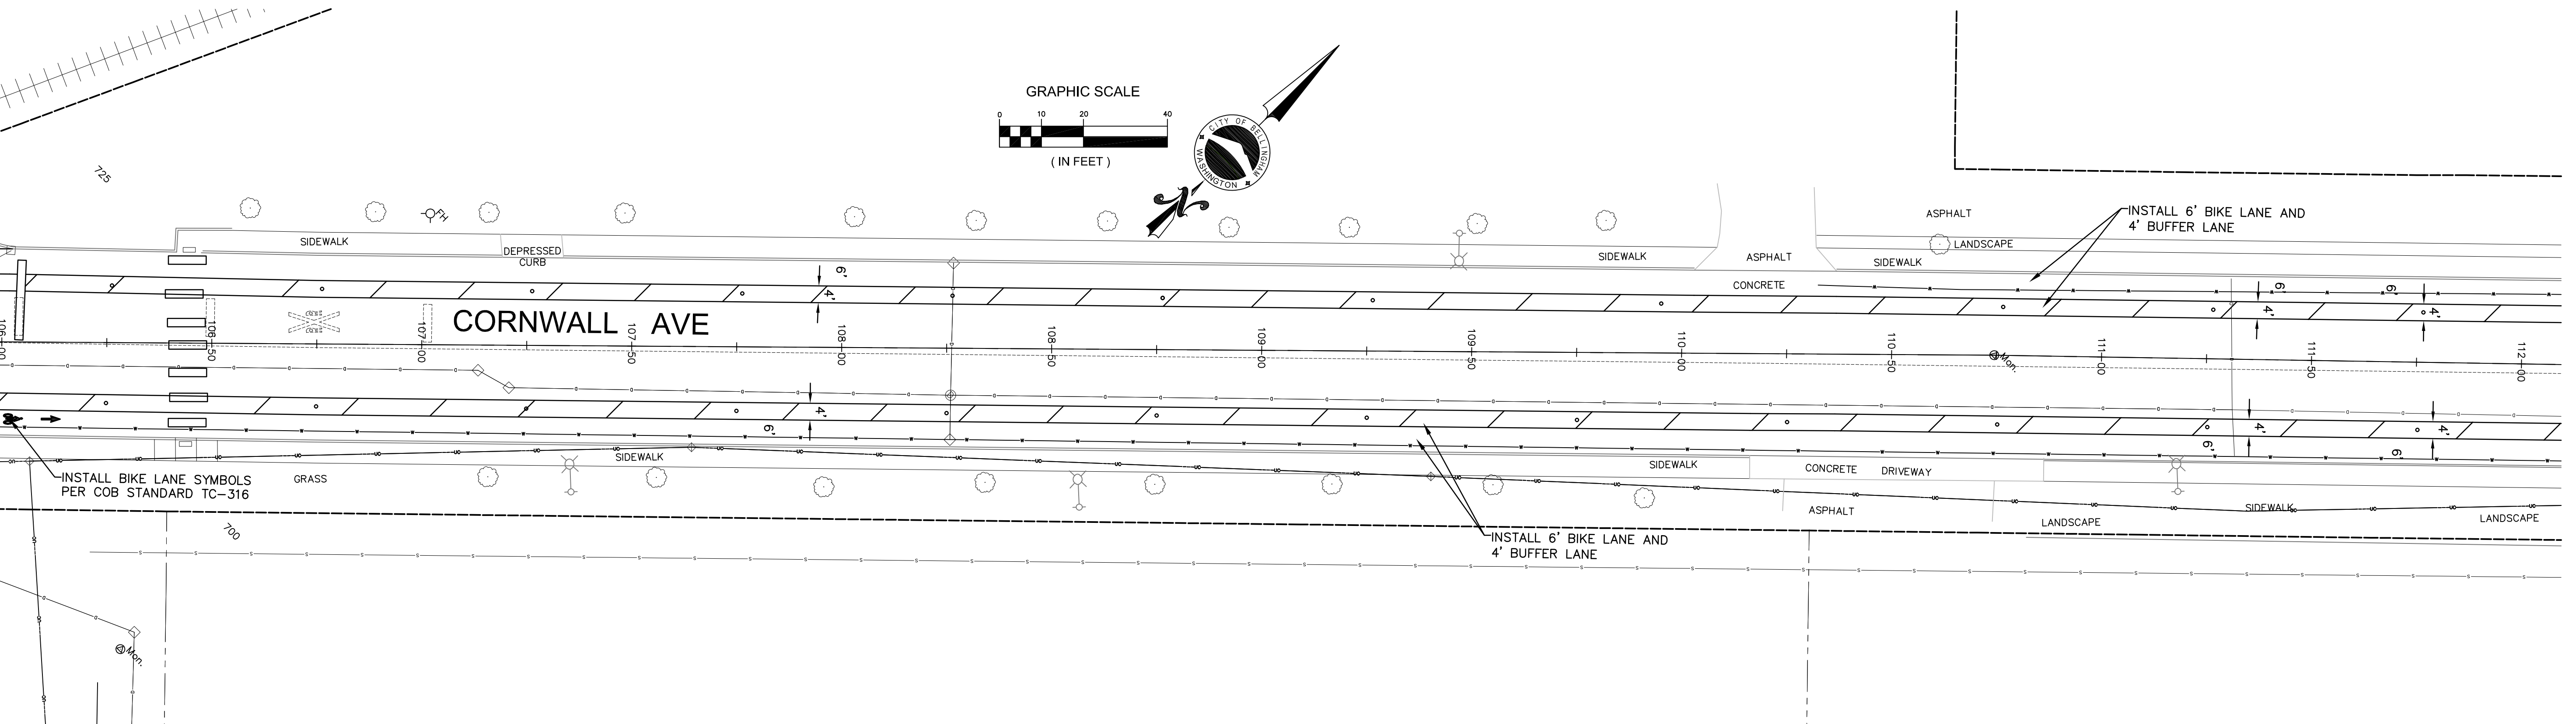 GRAPHIC SCALE
0 10 20 40
( IN FEET )
CITY OF BELLINGHAM
WASHINGTON
N
725
FH
SIDEWALK
DEPRESSED
CURB
SIDEWALK
ASPHALT
CONCRETE
ASPHALT
LANDSCAPE
SIDEWALK
INSTALL 6' BIKE LANE AND
4' BUFFER LANE
6'
4'
6'
4'
6'
4'
CORNWALL AVE
106+00
106+50
107+00
107+50
108+00
108+50
109+00
109+50
110+00
110+50
111+00
111+50
112+00
Mon.
4'
6'
4'
6'
4'
6'
INSTALL BIKE LANE SYMBOLS
PER COB STANDARD TC-316
GRASS
SIDEWALK
SIDEWALK
CONCRETE DRIVEWAY
ASPHALT
SIDEWALK
LANDSCAPE
LANDSCAPE
700
INSTALL 6' BIKE LANE AND
4' BUFFER LANE
Mon.